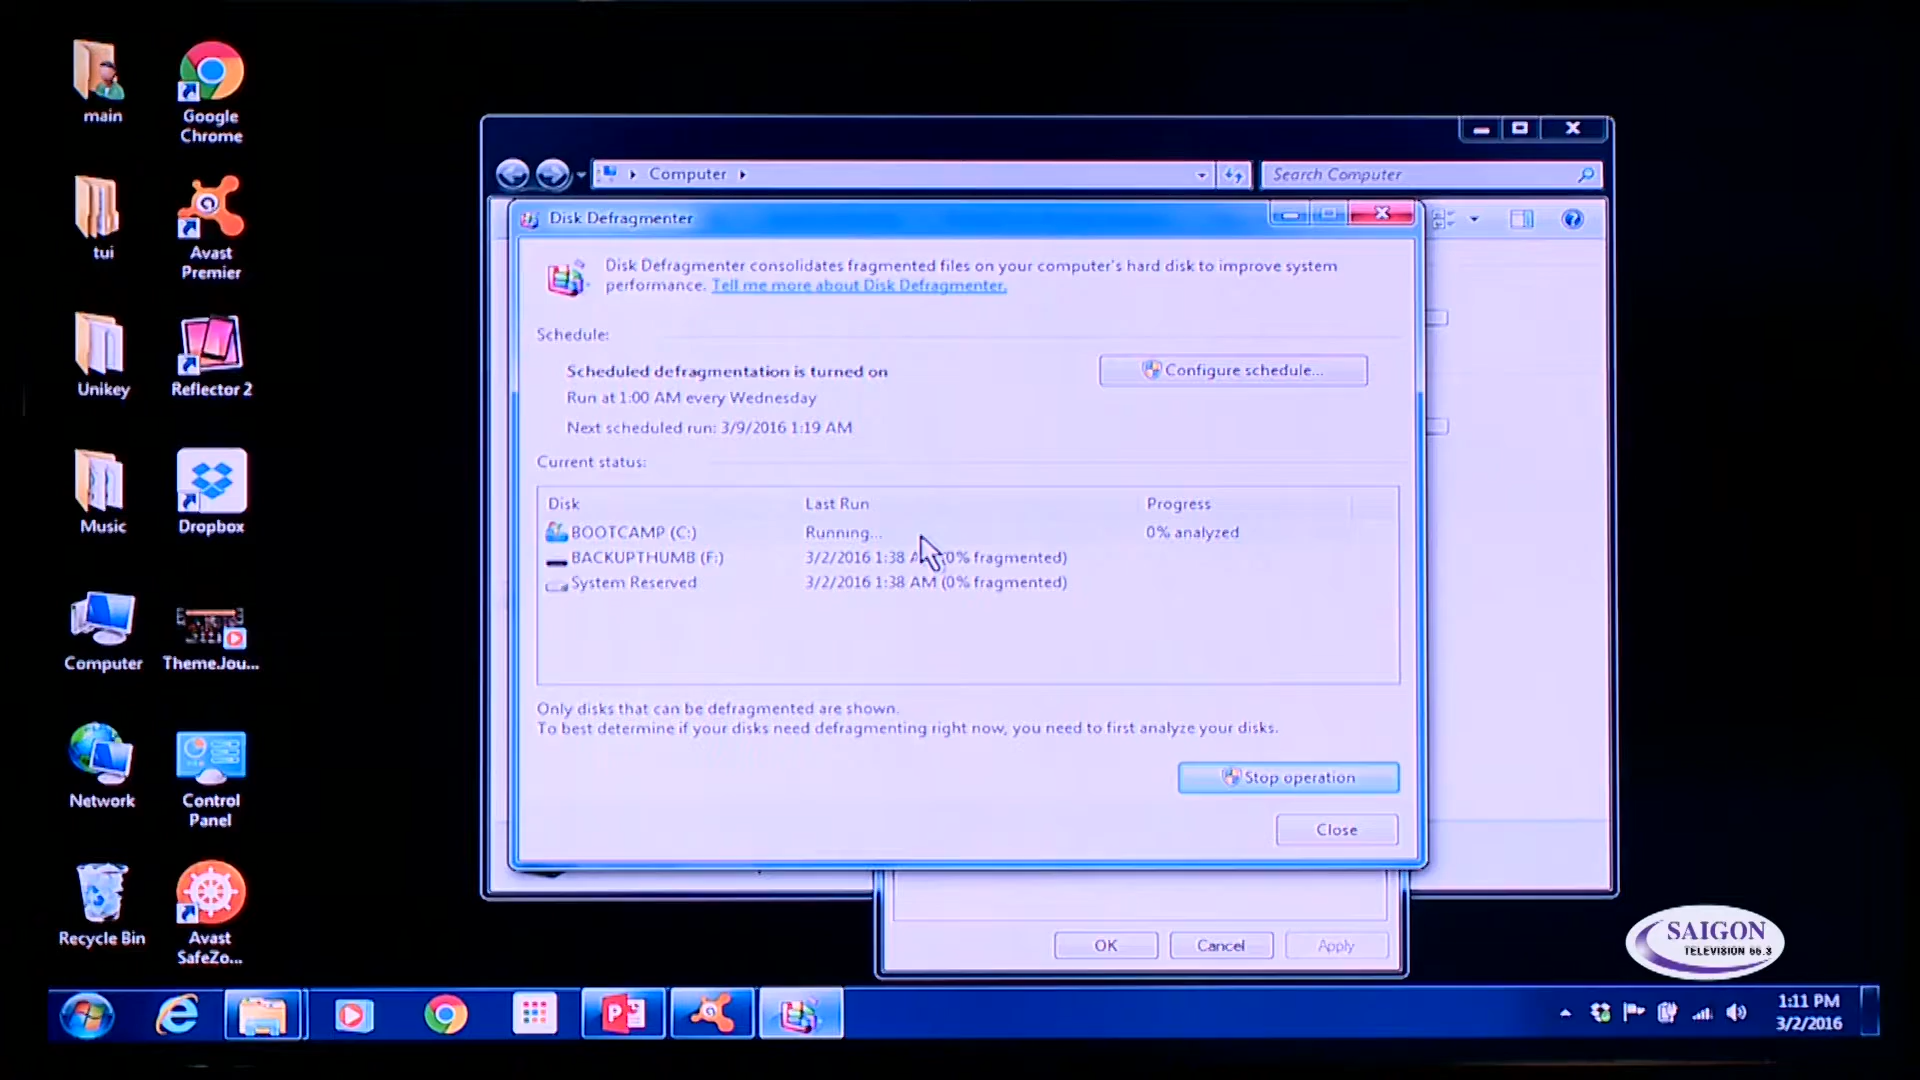 main
Google
Chrome
tui
Avast
Premier
Unikey
Reflector 2
Music
Dropbox
Computer
Theme.Jou...
Network
Control
Panel
Recycle Bin
Avast
SafeZo...
Computer
Search Computer
Disk Defragmenter
Disk Defragmenter consolidates fragmented files on your computer's hard disk to improve system
performance. Tell me more about Disk Defragmenter.
Schedule:
Scheduled defragmentation is turned on
Run at 1:00 AM every Wednesday
Next scheduled run: 3/9/2016 1:19 AM
Configure schedule...
Current status:
Disk Last Run Progress
BOOTCAMP (C:) Running... 0% analyzed
BACKUPTHUMB (F:) 3/2/2016 1:38 AM (0% fragmented)
System Reserved 3/2/2016 1:38 AM (0% fragmented)
Only disks that can be defragmented are shown.
To best determine if your disks need defragmenting right now, you need to first analyze your disks.
Stop operation
Close
OK Cancel Apply
SAIGON
TELEVISION 56.3
1:11 PM
3/2/2016